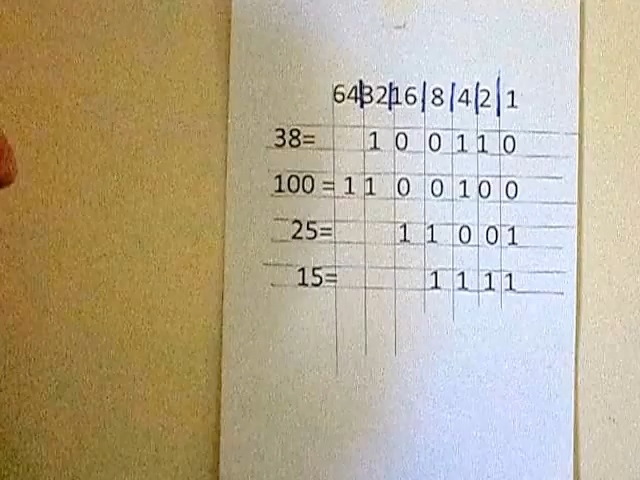 64|32|16|8|4|2|1
38= 1 0 0 1 1 0
100 = 1 1 0 0 1 0 0
25= 1 1 0 0 1
15= 1 1 1 1